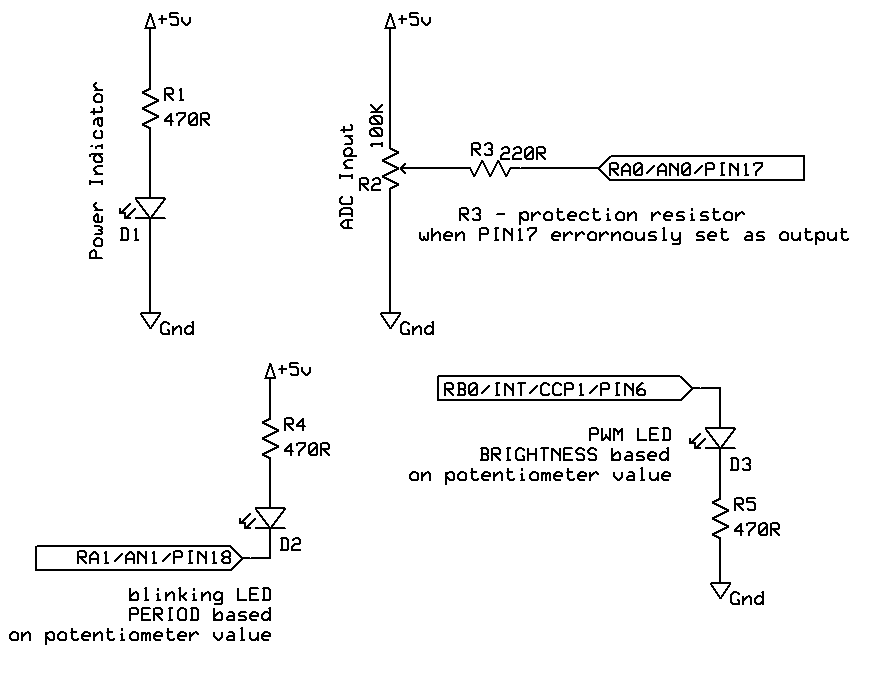 +5v
R1
470R
Power Indicator
D1
Gnd
+5v
100K
ADC Input
R2
R3 220R
RA0/AN0/PIN17
R3 - protection resistor
when PIN17 errornously set as output
Gnd
+5v
R4
470R
D2
RA1/AN1/PIN18
blinking LED
PERIOD based
on potentiometer value
RB0/INT/CCP1/PIN6
PWM LED
BRIGHTNESS based
on potentiometer value
D3
R5
470R
Gnd